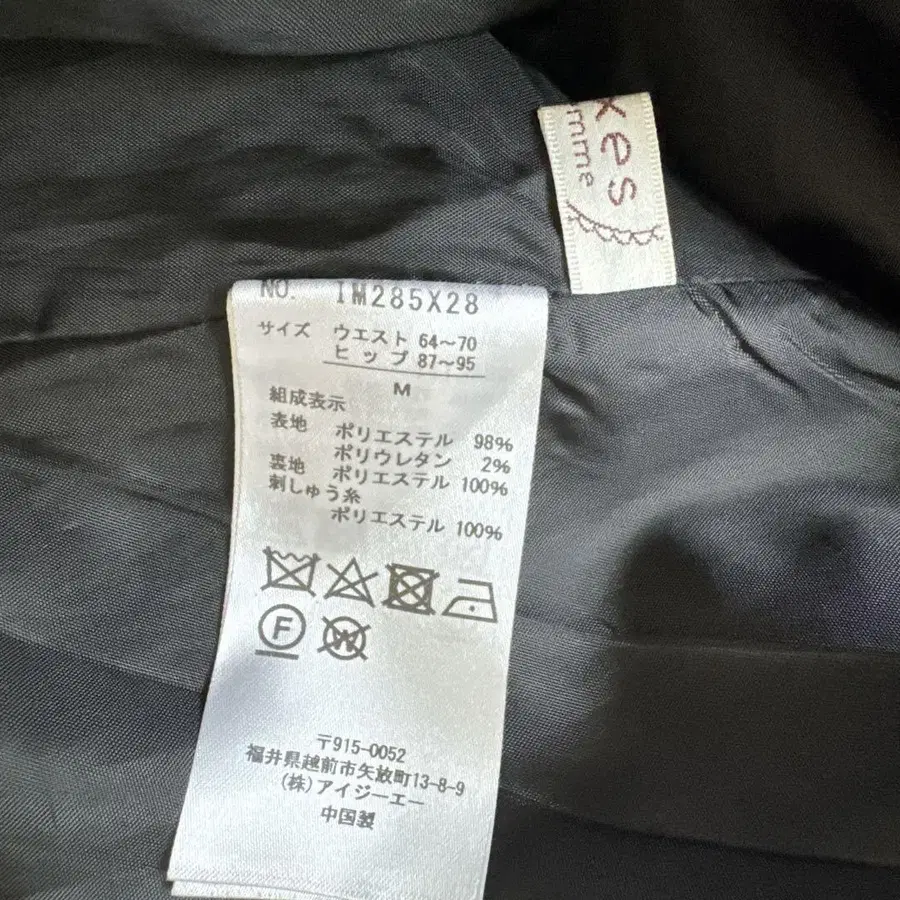 kes
mme
NO. IM285X28
サイズ ウエスト 64～70
ヒップ 87～95
M
組成表示
表地 ポリエステル 98%
ポリウレタン 2%
裏地 ポリエステル 100%
刺しゅう糸
ポリエステル 100%
F
W
〒915-0052
福井県越前市矢放町13-8-9
(株)アイジーエー
中国製